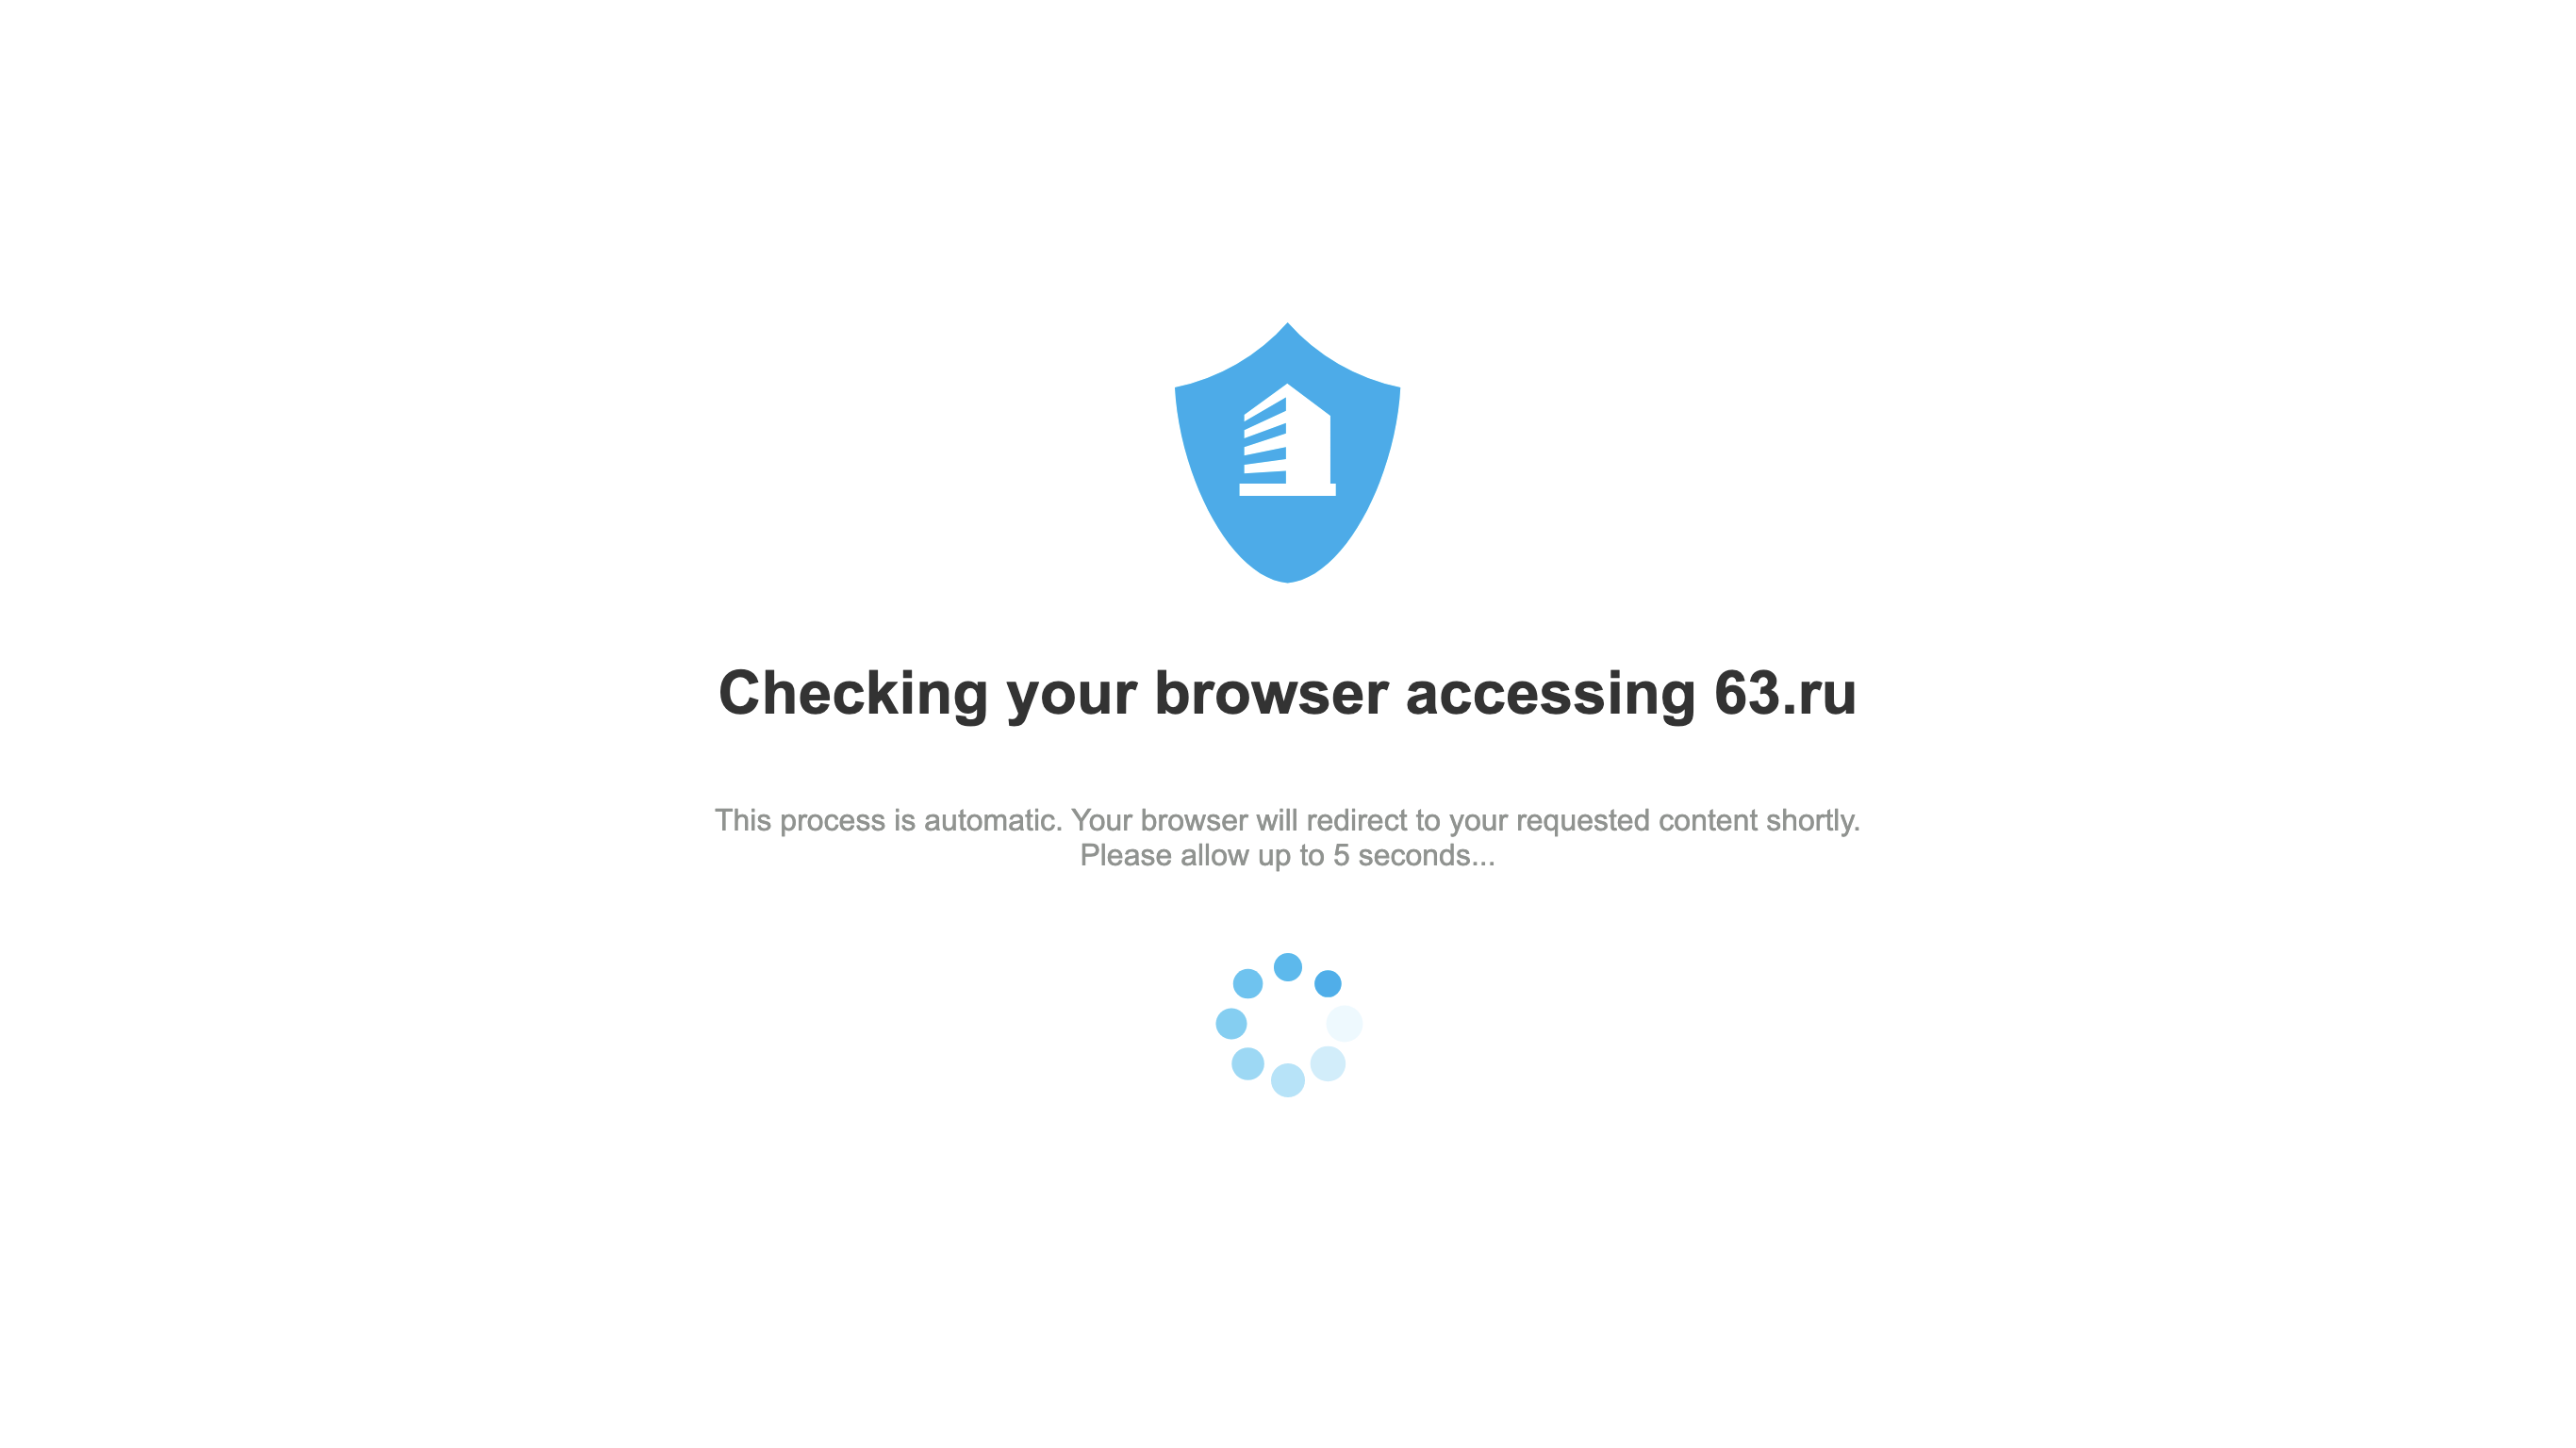 Checking your browser accessing 63.ru
This process is automatic. Your browser will redirect to your requested content shortly.
Please allow up to 5 seconds...